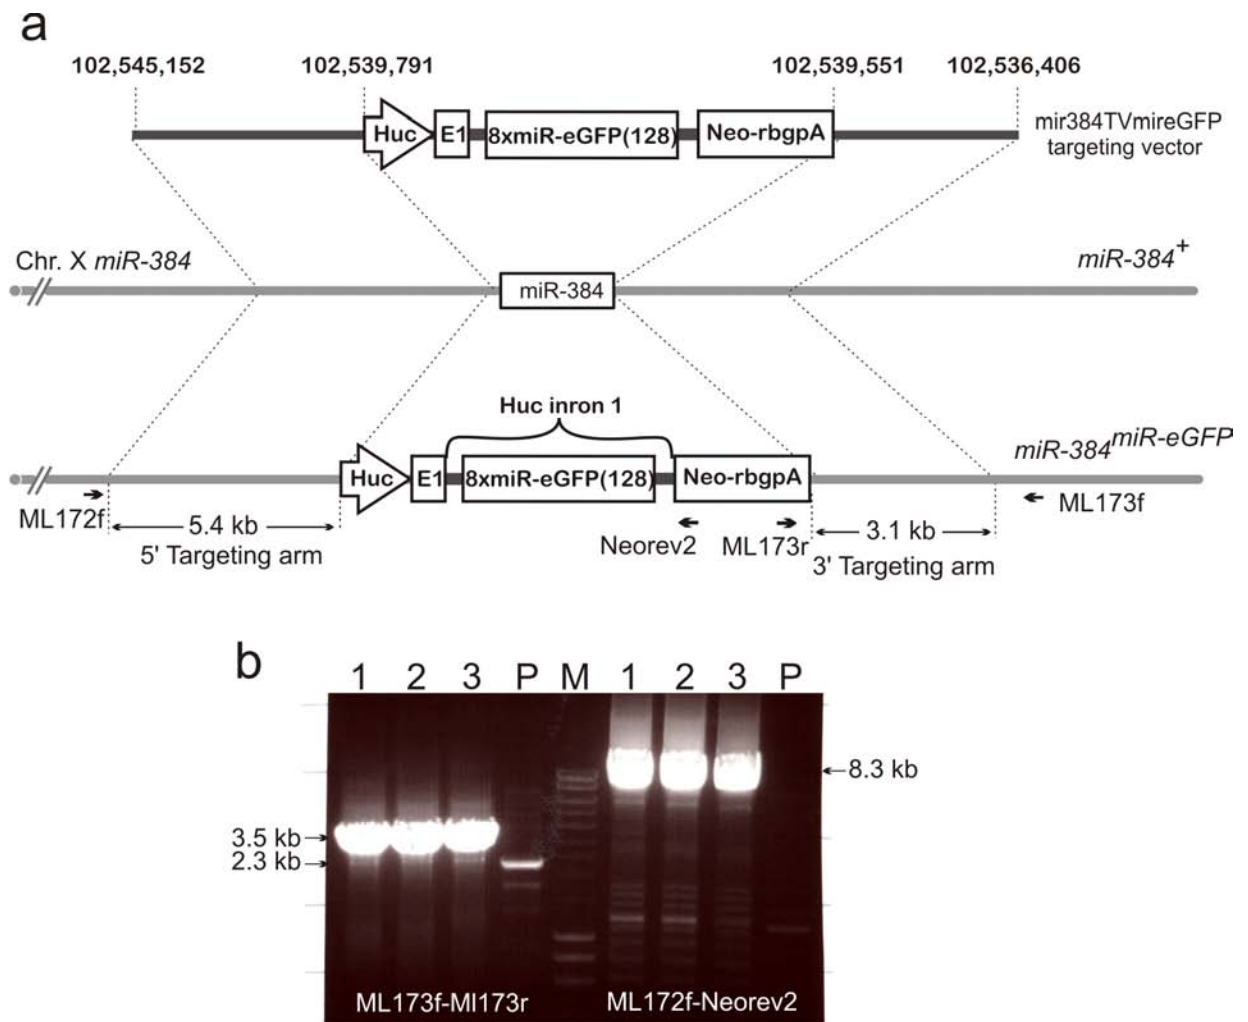 a
102,545,152 102,539,791 102,539,551 102,536,406
Huc E1 8xmiR-eGFP(128) Neo-rbgpA
mir384TVmireGFP
targeting vector
Chr. X miR-384
miR-384
miR-384+
Huc inron 1
miR-384miR-eGFP
Huc E1 8xmiR-eGFP(128) Neo-rbgpA
ML172f
5.4 kb
5' Targeting arm
Neorev2 ML173r
3.1 kb
3' Targeting arm
ML173f
b
1 2 3 P M 1 2 3 P
8.3 kb
3.5 kb
2.3 kb
ML173f-Ml173r ML172f-Neorev2